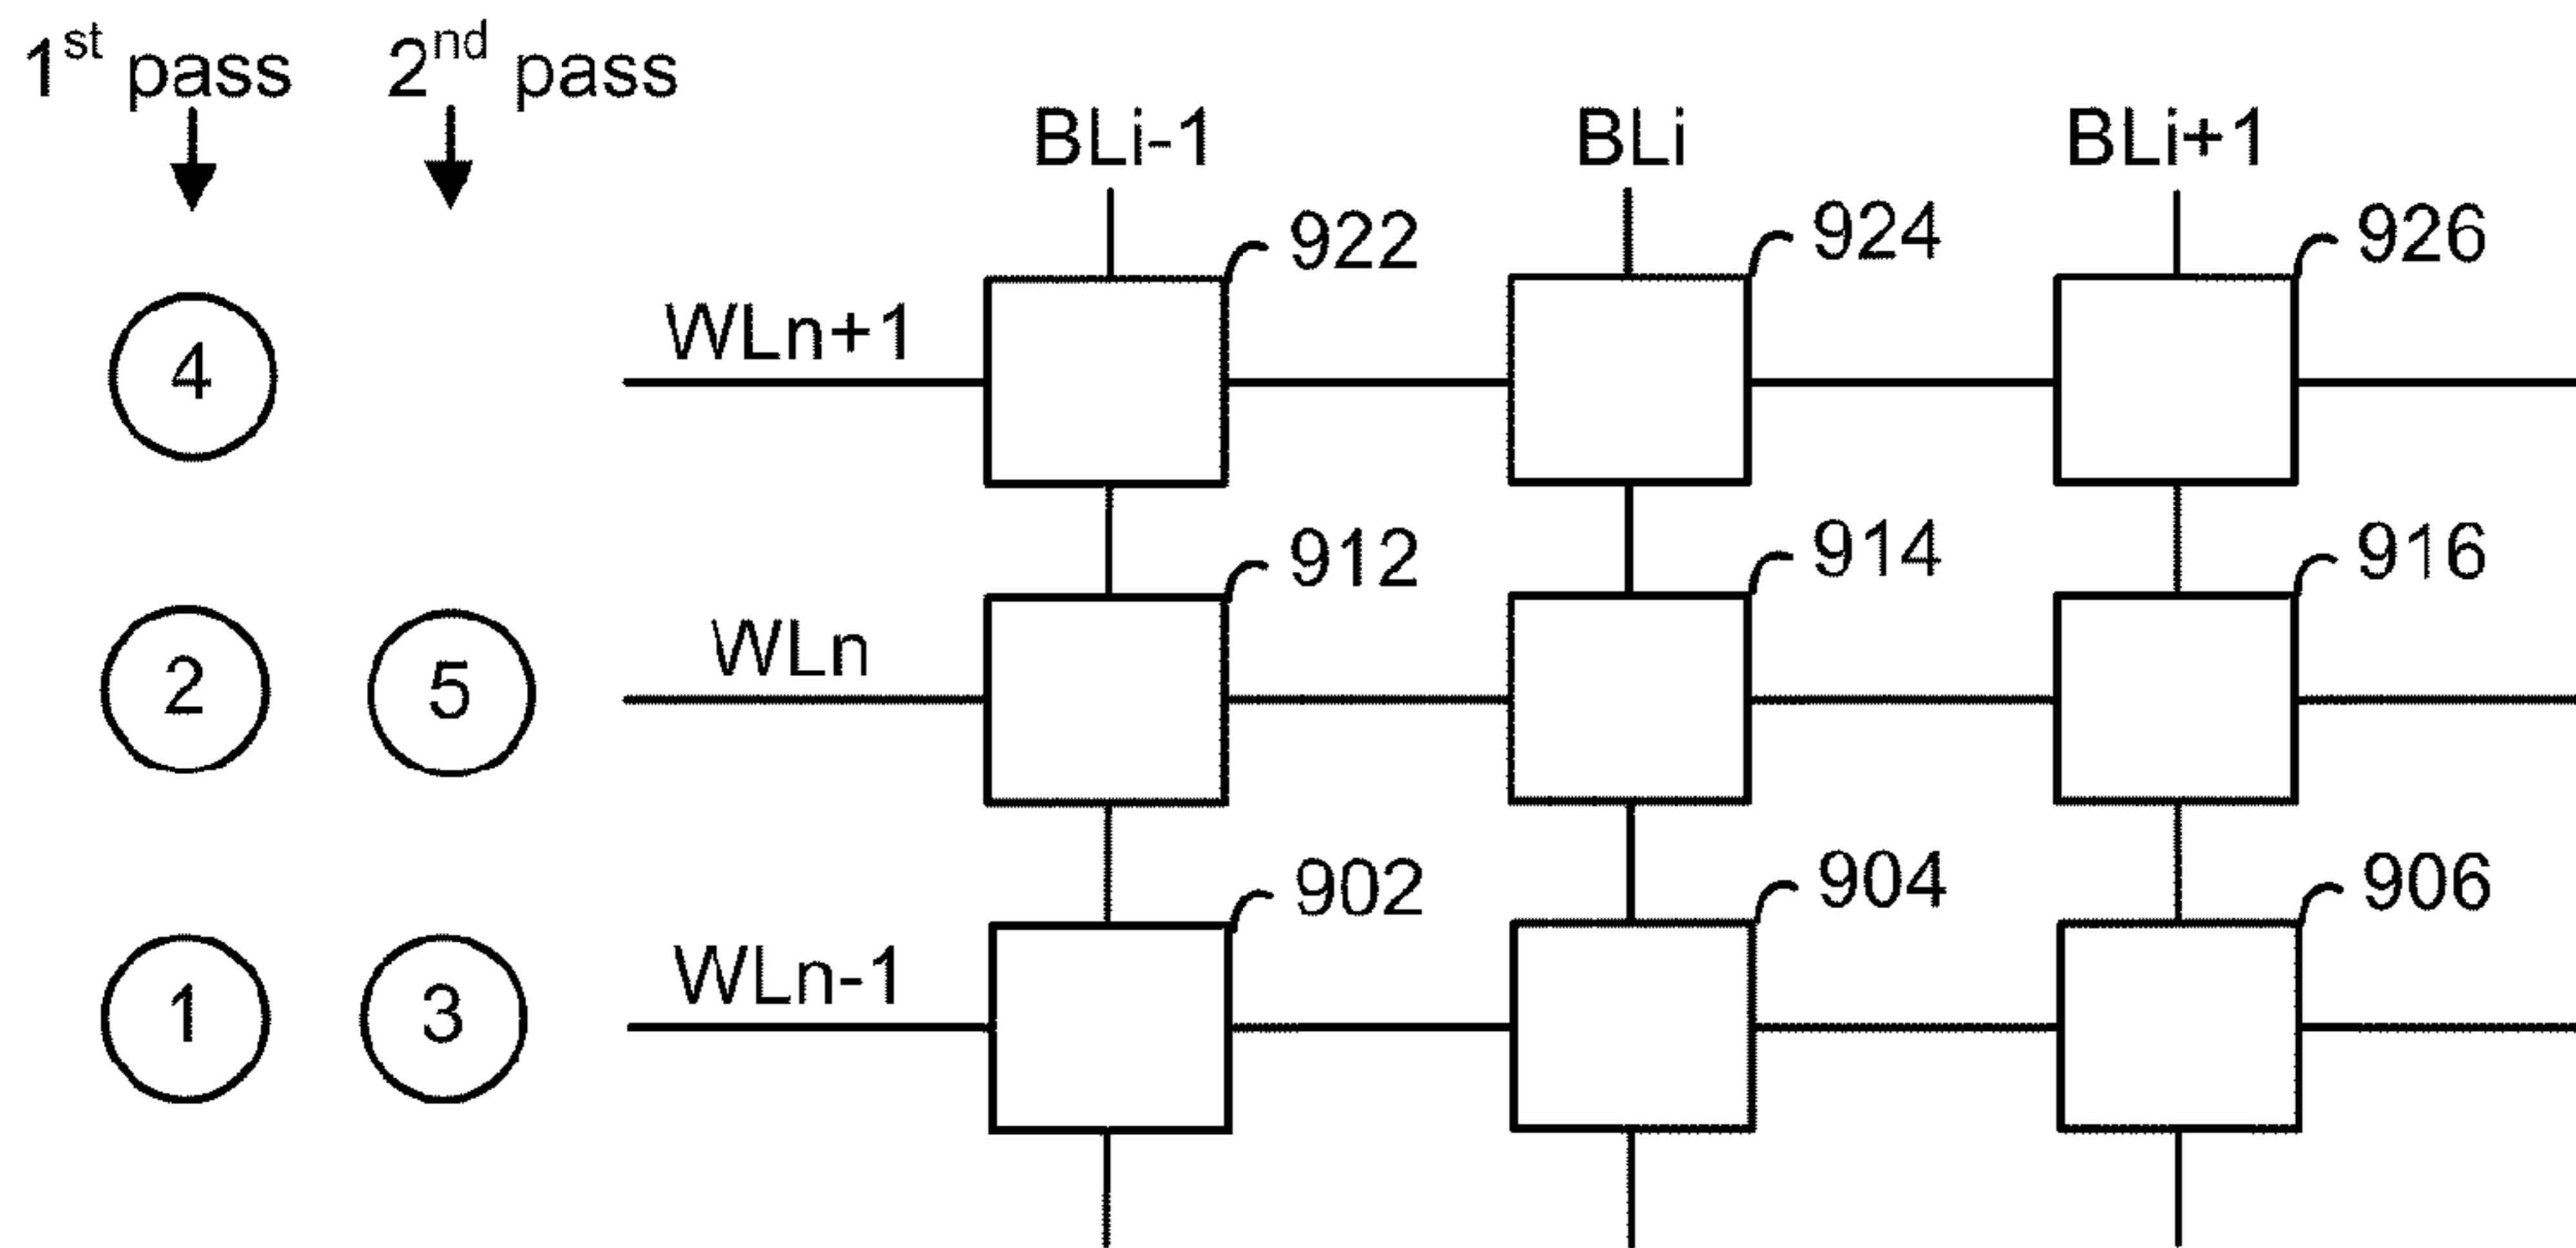 1st pass 2nd pass
BLi-1 BLi BLi+1
922 924 926
4 WLn+1
912 914 916
2 5 WLn
902 904 906
1 3 WLn-1